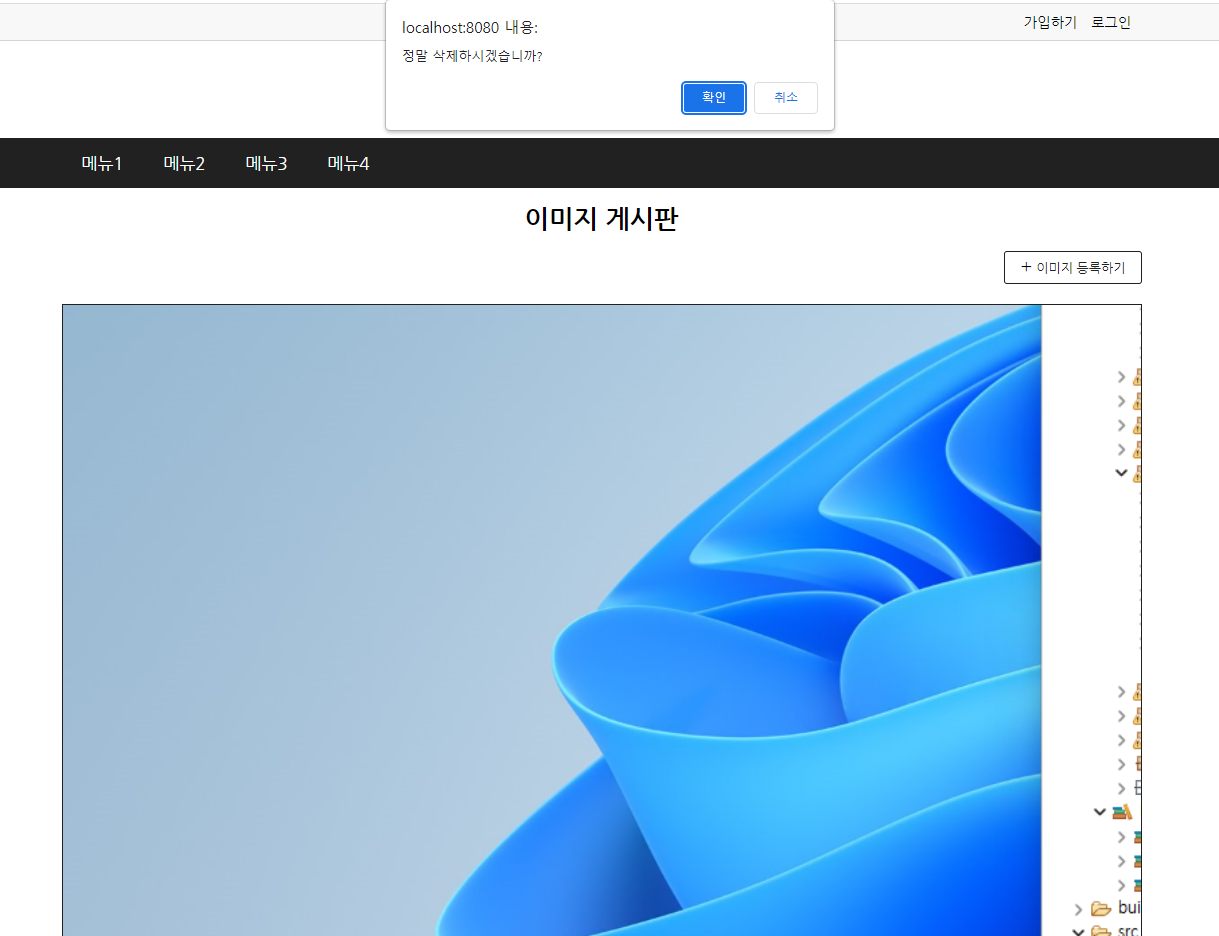 가입하기 로그인
localhost:8080 내용:
정말 삭제하시겠습니까?
확인 취소
메뉴1 메뉴2 메뉴3 메뉴4
이미지 게시판
+ 이미지 등록하기
bui
src